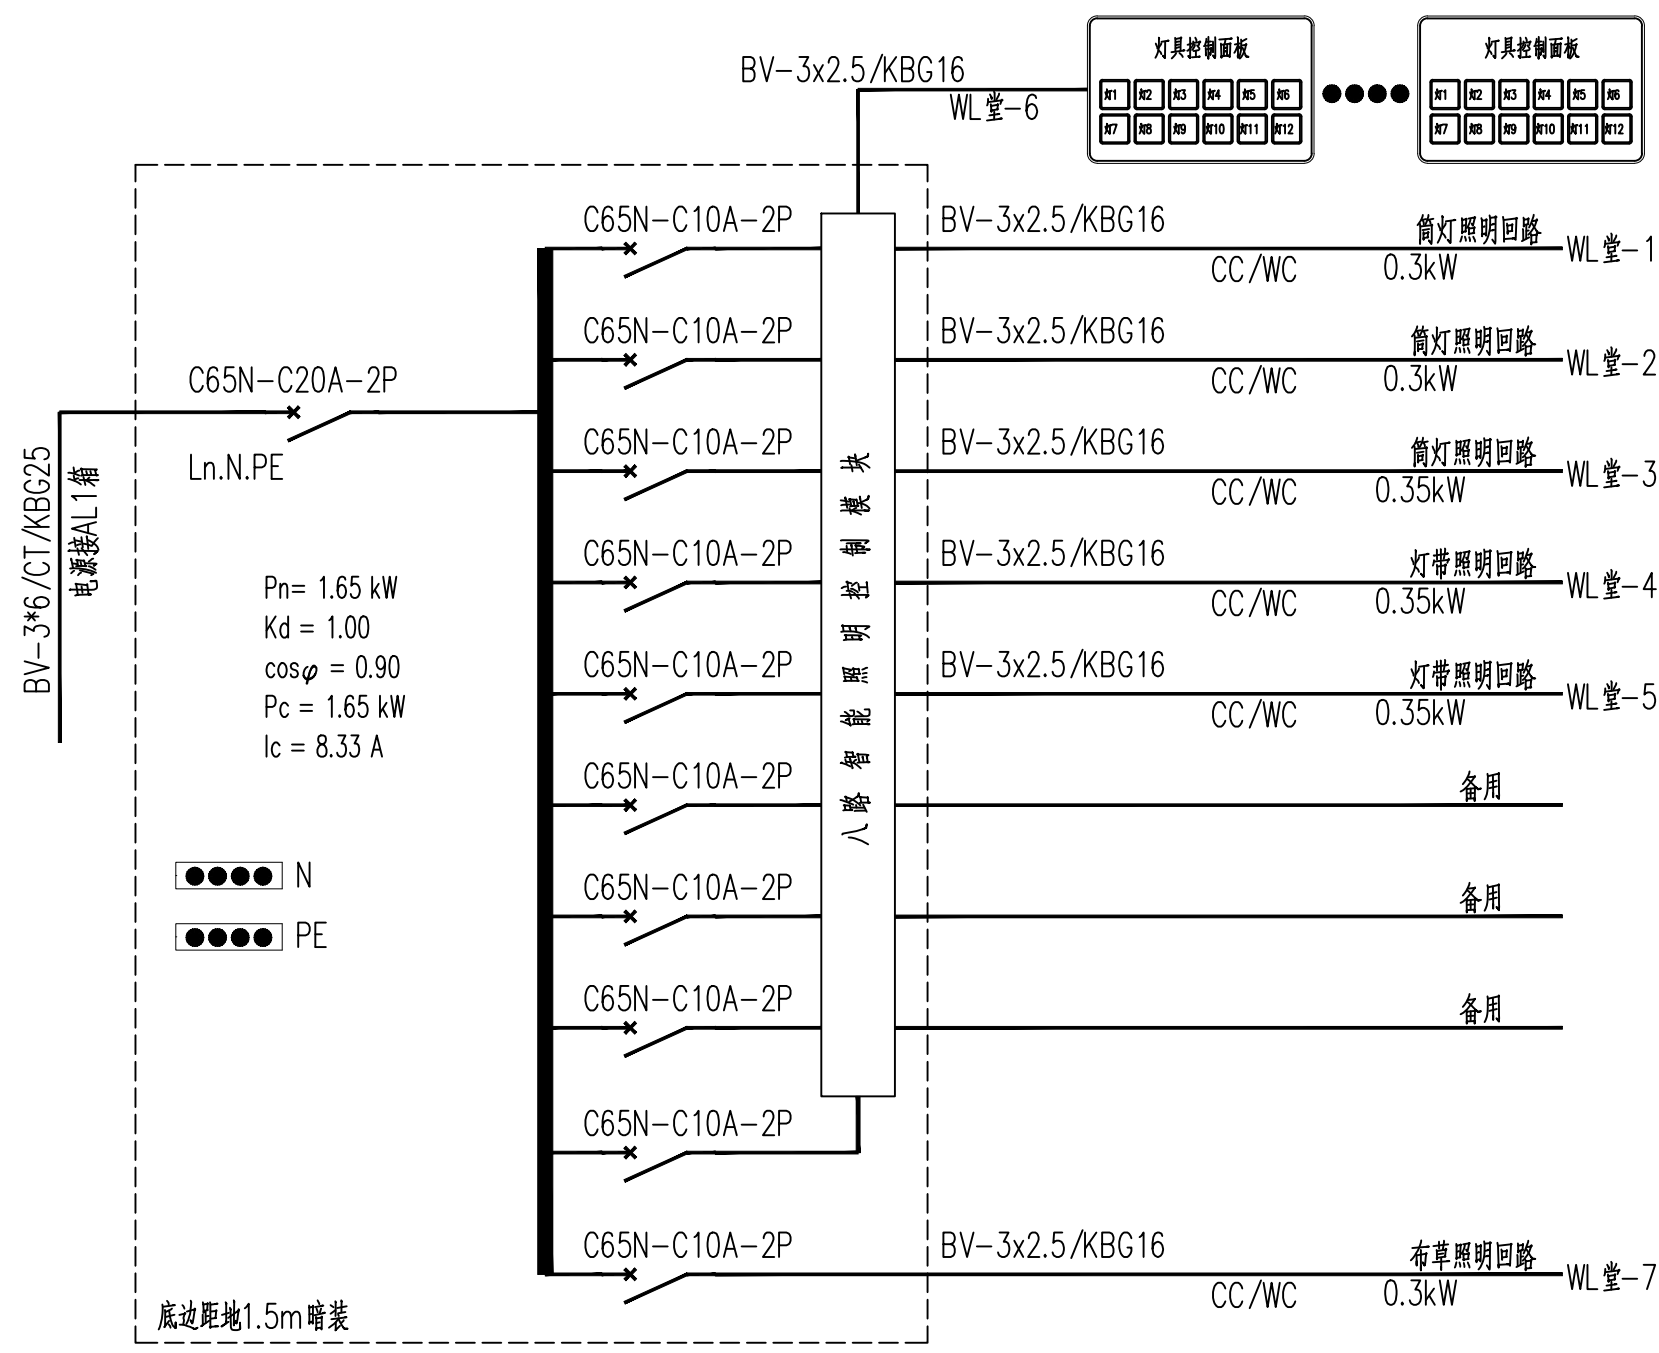 灯具控制面板
灯1 灯2 灯3 灯4 灯5 灯6
灯7 灯8 灯9 灯10 灯11 灯12
灯具控制面板
灯1 灯2 灯3 灯4 灯5 灯6
灯7 灯8 灯9 灯10 灯11 灯12
BV-3x2.5/KBG16
WL堂-6
C65N-C10A-2P
BV-3x2.5/KBG16
筒灯照明回路
WL堂-1
CC/WC
0.3kW
C65N-C10A-2P
BV-3x2.5/KBG16
筒灯照明回路
WL堂-2
CC/WC
0.3kW
C65N-C20A-2P
Ln.N.PE
BV-3*6/CT/KBG25
电源接AL1箱
C65N-C10A-2P
BV-3x2.5/KBG16
筒灯照明回路
WL堂-3
CC/WC
0.35kW
C65N-C10A-2P
BV-3x2.5/KBG16
灯带照明回路
WL堂-4
CC/WC
0.35kW
Pn= 1.65 kW
Kd = 1.00
cosφ = 0.90
Pc = 1.65 kW
Ic = 8.33 A
C65N-C10A-2P
BV-3x2.5/KBG16
灯带照明回路
WL堂-5
CC/WC
0.35kW
八路智能照明控制模块
C65N-C10A-2P
备用
N
C65N-C10A-2P
备用
PE
C65N-C10A-2P
备用
C65N-C10A-2P
C65N-C10A-2P
BV-3x2.5/KBG16
布草照明回路
WL堂-7
CC/WC
0.3kW
底边距地1.5m暗装